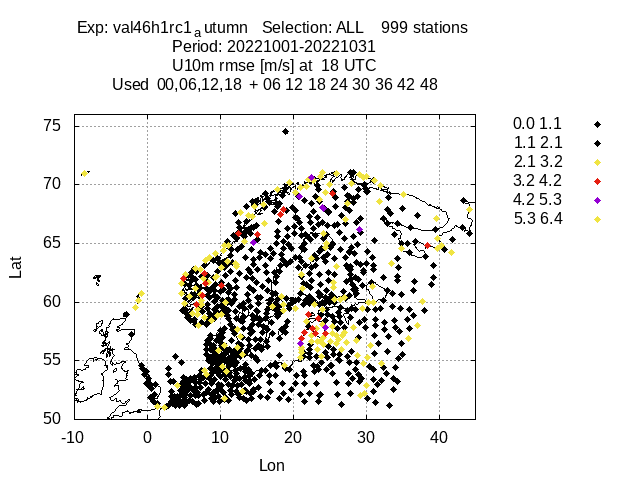 Exp: val46h1rc1a utumn Selection: ALL 999 stations
Period: 20221001-20221031
U10m rmse [m/s] at 18 UTC
Used 00,06,12,18 + 06 12 18 24 30 36 42 48
0.0 1.1
1.1 2.1
2.1 3.2
3.2 4.2
4.2 5.3
5.3 6.4
75
70
65
60
55
50
Lat
-10 0 10 20 30 40
Lon